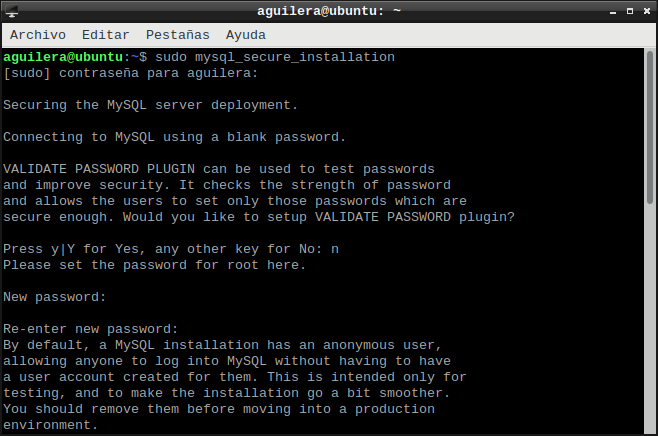 aguilera@ubuntu: ~
Archivo Editar Pestañas Ayuda
aguilera@ubuntu:~$ sudo mysql_secure_installation
[sudo] contraseña para aguilera:
Securing the MySQL server deployment.
Connecting to MySQL using a blank password.
VALIDATE PASSWORD PLUGIN can be used to test passwords
and improve security. It checks the strength of password
and allows the users to set only those passwords which are
secure enough. Would you like to setup VALIDATE PASSWORD plugin?
Press y|Y for Yes, any other key for No: n
Please set the password for root here.
New password:
Re-enter new password:
By default, a MySQL installation has an anonymous user,
allowing anyone to log into MySQL without having to have
a user account created for them. This is intended only for
testing, and to make the installation go a bit smoother.
You should remove them before moving into a production
environment.